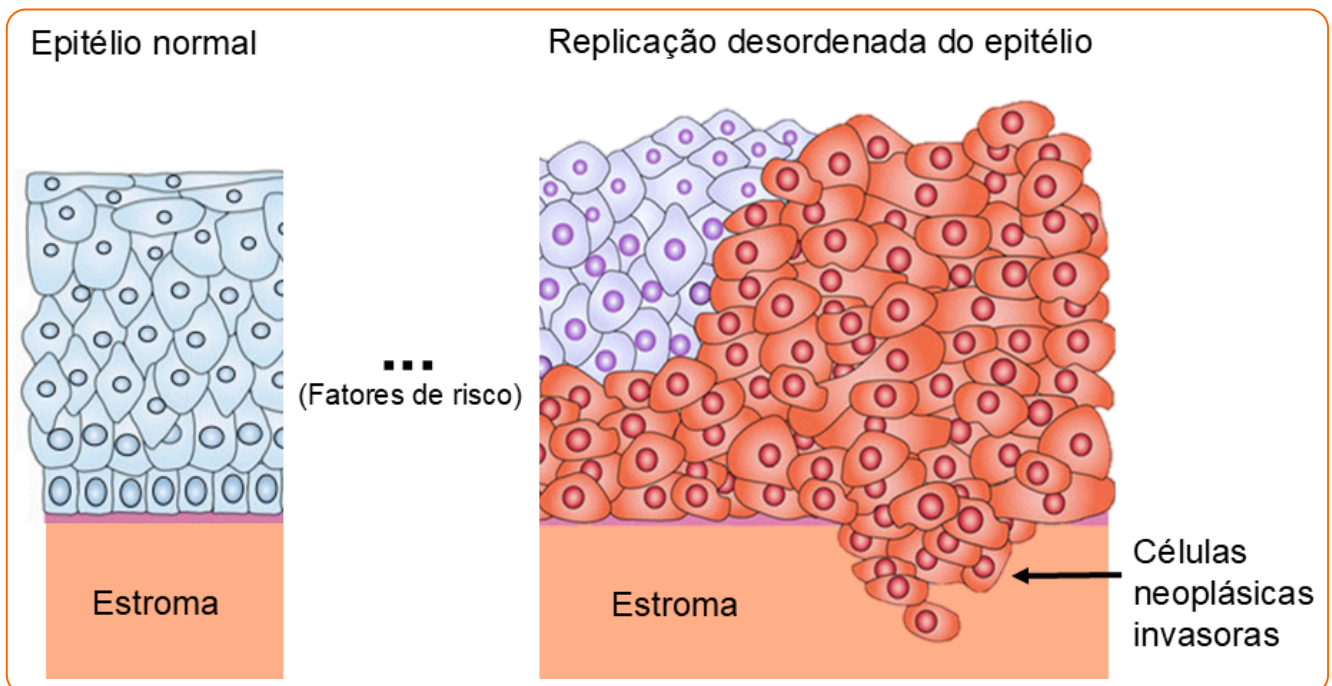 Epitélio normal
Replicação desordenada do epitélio
...
(Fatores de risco)
Estroma
Estroma
Células
neoplásicas
invasoras